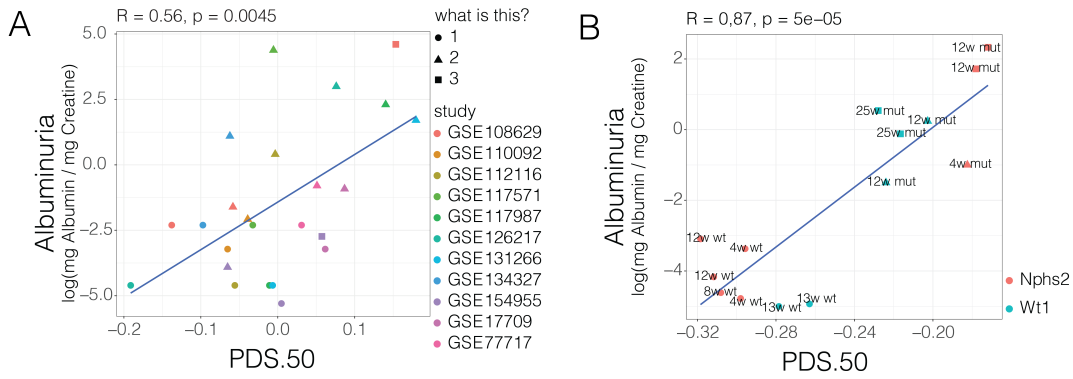 A
R = 0.56, p = 0.0045
Albuminuria
log(mg Albumin / mg Creatine)
5.0
2.5
0.0
−2.5
−5.0
−0.2
−0.1
0.0
0.1
PDS.50
what is this?
1
2
3
study
GSE108629
GSE110092
GSE112116
GSE117571
GSE117987
GSE126217
GSE131266
GSE134327
GSE154955
GSE17709
GSE77717
B
R = 0,87, p = 5e−05
Albuminuria
log(mg Albumin / mg Creatine)
2
0
−2
−4
12w mut
12w mut
25w mut
12w mut
25w mut
4w mut
12w mut
12w wt
4w wt
12w wt
8w wt
4w wt
13w wt
13w wt
−0.32
−0.28
−0.24
−0.20
PDS.50
Nphs2
Wt1